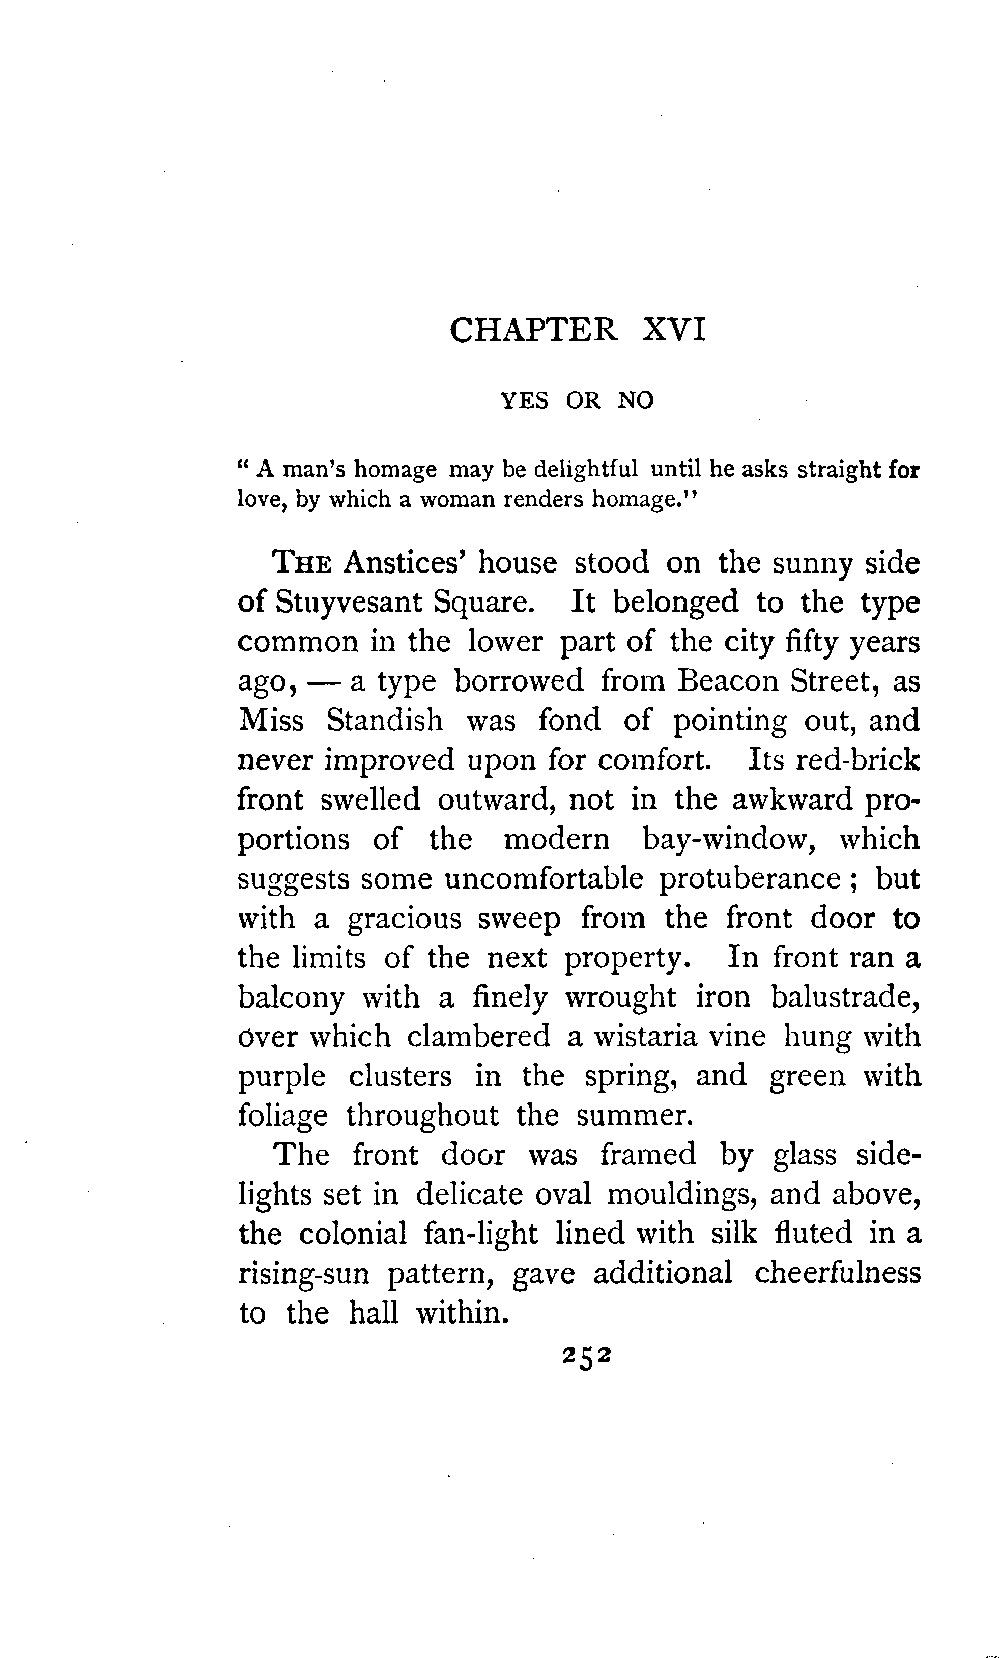 CHAPTER XVI
YES OR NO
“ A man’s homage may be delightful until he asks straight for
love, by which a woman renders homage.”
THE Anstices’ house stood on the sunny side
of Stuyvesant Square. It belonged to the type
common in the lower part of the city fifty years
ago, — a type borrowed from Beacon Street, as
Miss Standish was fond of pointing out, and
never improved upon for comfort. Its red-brick
front swelled outward, not in the awkward pro-
portions of the modern bay-window, which
suggests some uncomfortable protuberance ; but
with a gracious sweep from the front door to
the limits of the next property. In front ran a
balcony with a finely wrought iron balustrade,
over which clambered a wistaria vine hung with
purple clusters in the spring, and green with
foliage throughout the summer.
The front door was framed by glass side-
lights set in delicate oval mouldings, and above,
the colonial fan-light lined with silk fluted in a
rising-sun pattern, gave additional cheerfulness
to the hall within.
252